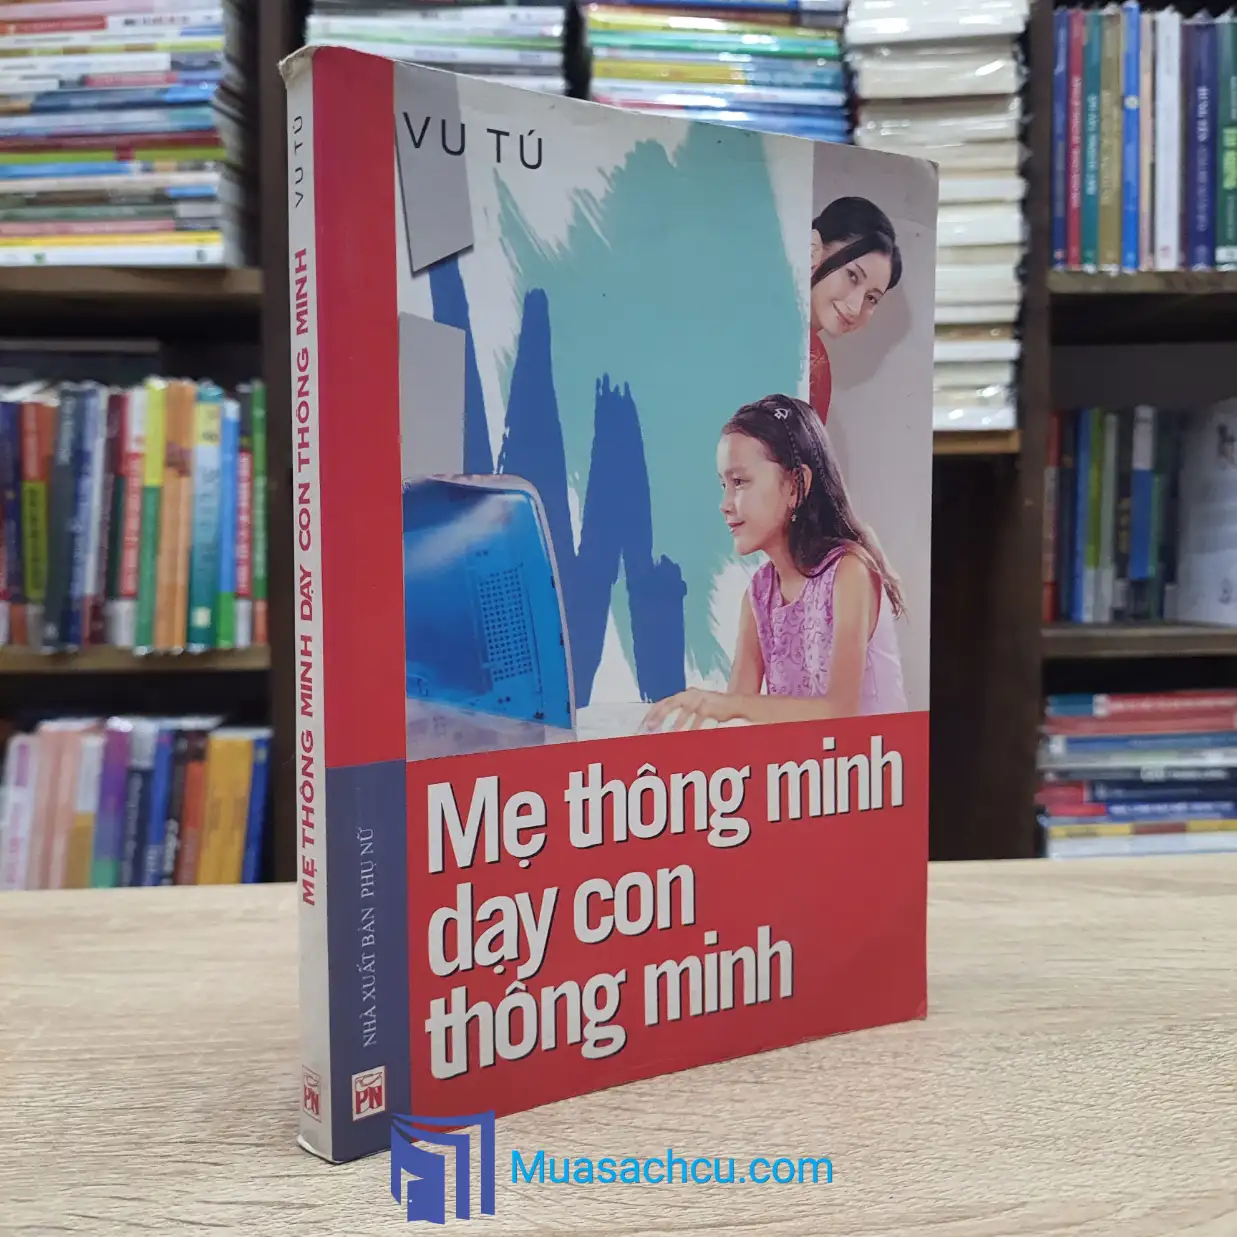 VU TÚ
Mẹ thông minh
dạy con
thông minh
VU TÚ
MẸ THÔNG MINH DẠY CON THÔNG MINH
NHÀ XUẤT BẢN PHỤ NỮ
PN
PN
Muasachcu.com